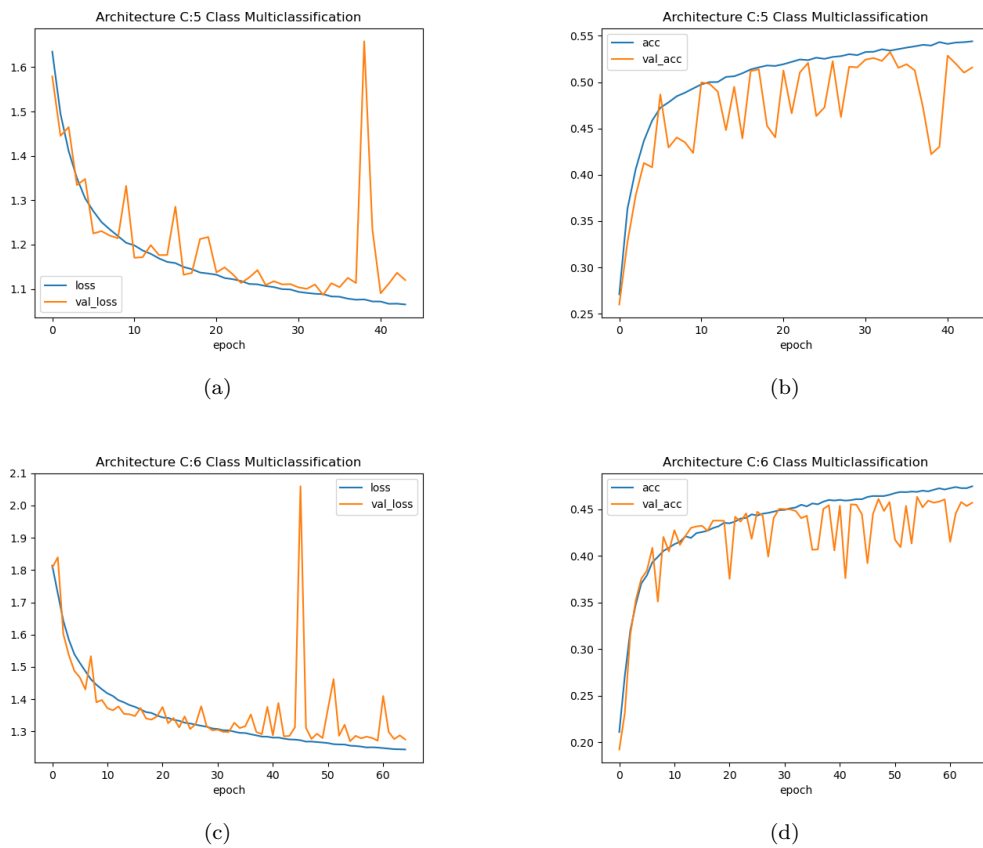 Architecture C:5 Class Multiclassification
1.6
1.5
1.4
1.3
1.2
1.1
loss
val_loss
0
10
20
30
40
epoch
(a)
Architecture C:5 Class Multiclassification
0.55
0.50
0.45
0.40
0.35
0.30
0.25
acc
val_acc
0
10
20
30
40
epoch
(b)
Architecture C:6 Class Multiclassification
2.1
2.0
1.9
1.8
1.7
1.6
1.5
1.4
1.3
loss
val_loss
0
10
20
30
40
50
60
epoch
(c)
Architecture C:6 Class Multiclassification
0.45
0.40
0.35
0.30
0.25
0.20
acc
val_acc
0
10
20
30
40
50
60
epoch
(d)